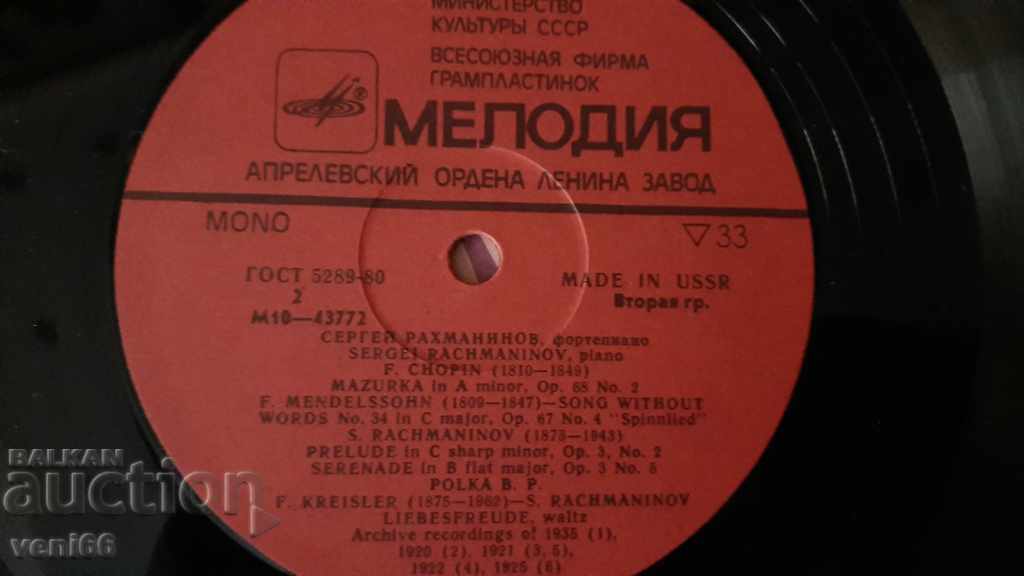 МИНИСТЕРСТВО
КУЛЬТУРЫ СССР
ВСЕСОЮЗНАЯ ФИРМА
ГРАМПЛАСТИНОК
МЕЛОДИЯ
АПРЕЛЕВСКИЙ ОРДЕНА ЛЕНИНА ЗАВОД
MONO ▽ 33
ГОСТ 5289-80 MADE IN USSR
2 Вторая гр.
М10—43772
СЕРГЕЙ РАХМАНИНОВ, фортепиано
SERGEI RACHMANINOV, piano
F. CHOPIN (1810—1849)
MAZURKA in A minor, Op. 68 No. 2
F. MENDELSSOHN (1809—1847)—SONG WITHOUT
WORDS No. 34 in C major, Op. 67 No. 4 "Spinnlied"
S. RACHMANINOV (1873—1943)
PRELUDE in C sharp minor, Op. 3, No. 2
SERENADE in B flat major, Op. 3 No. 5
POLKA B. P.
F. KREISLER (1875—1962)—S. RACHMANINOV
LIEBESFREUDE, waltz
Archive recordings of 1935 (1),
1920 (2), 1921 (3, 5),
1922 (4), 1925 (6)
BALKAN
auction
veni66